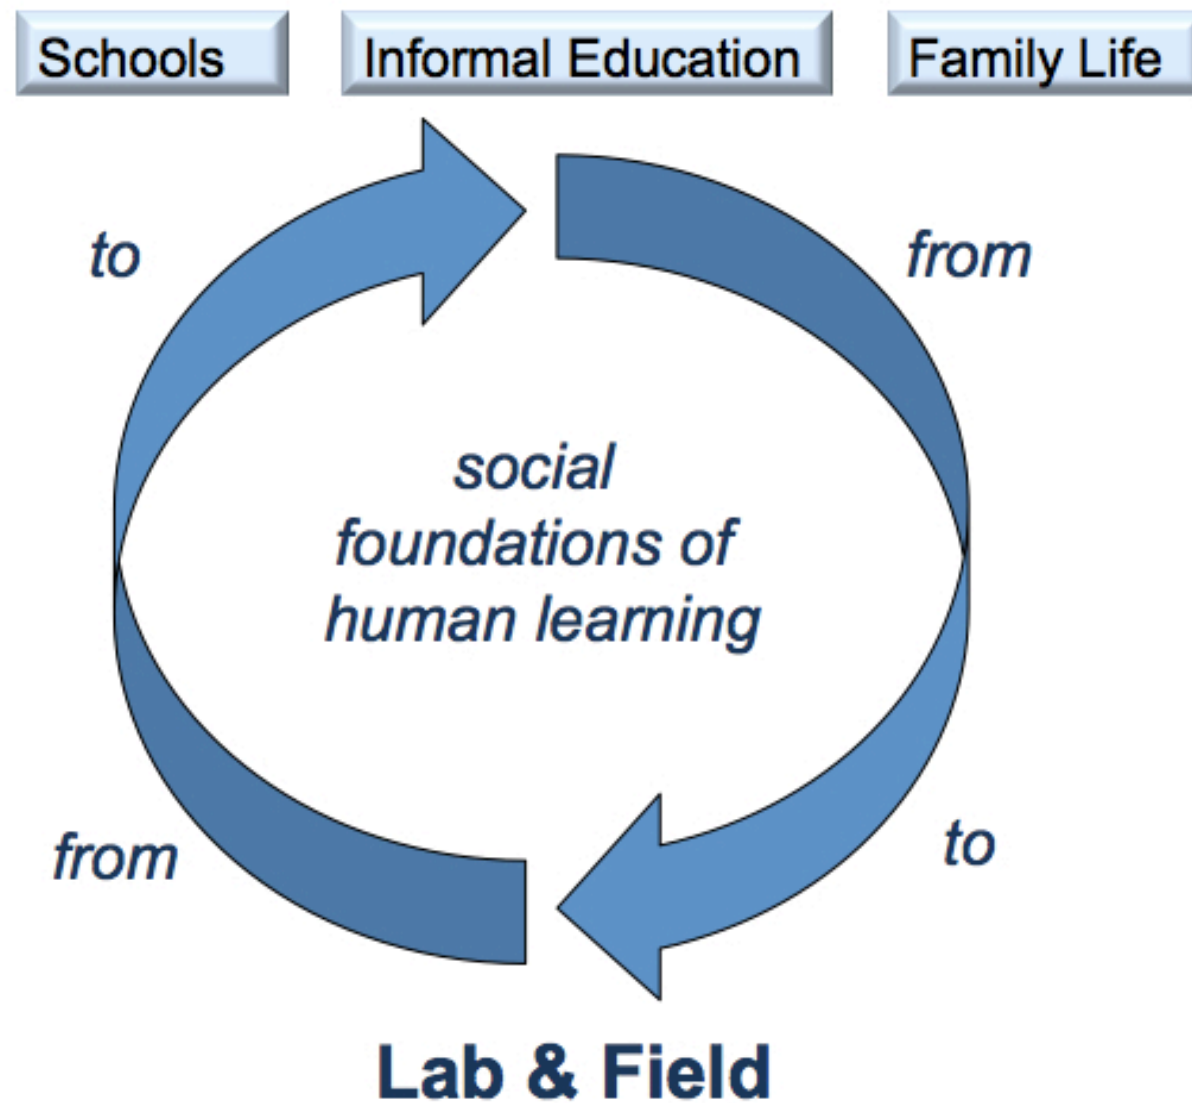 Schools Informal Education Family Life
to from
social
foundations of
human learning
from to
Lab & Field